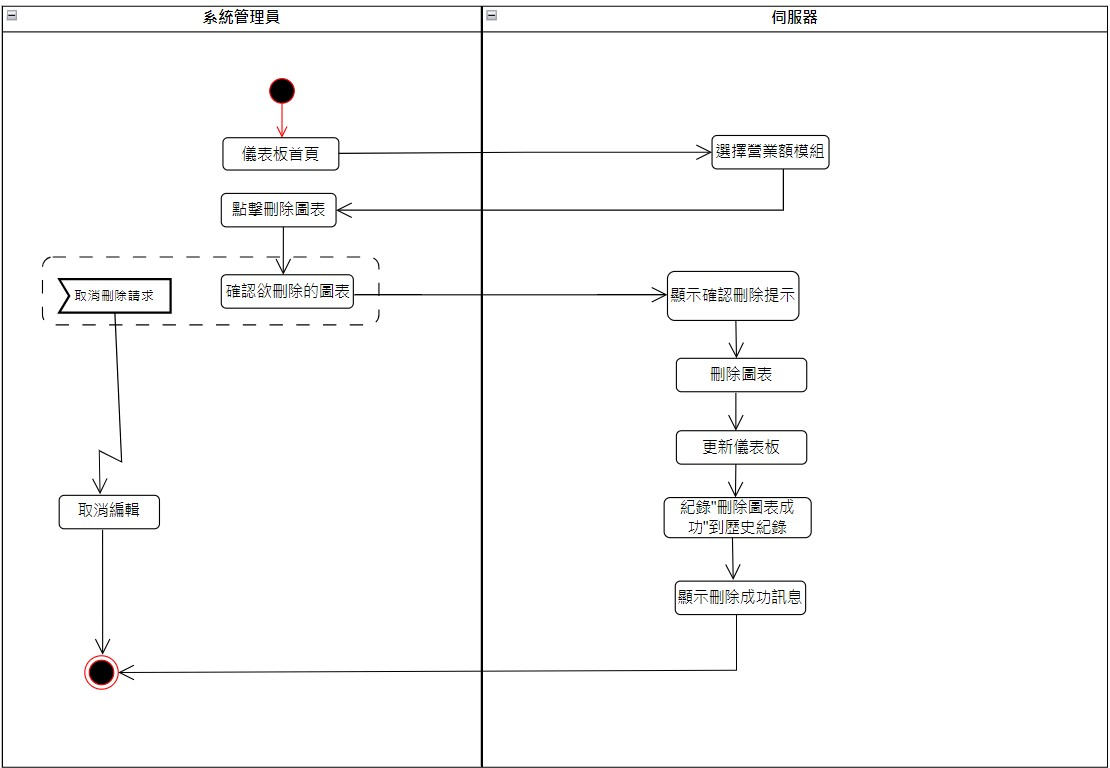 系統管理員
伺服器
儀表板首頁
選擇營業額模組
點擊刪除圖表
取消刪除請求
確認欲刪除的圖表
顯示確認刪除提示
刪除圖表
更新儀表板
紀錄"刪除圖表成
功"到歷史紀錄
取消編輯
顯示刪除成功訊息